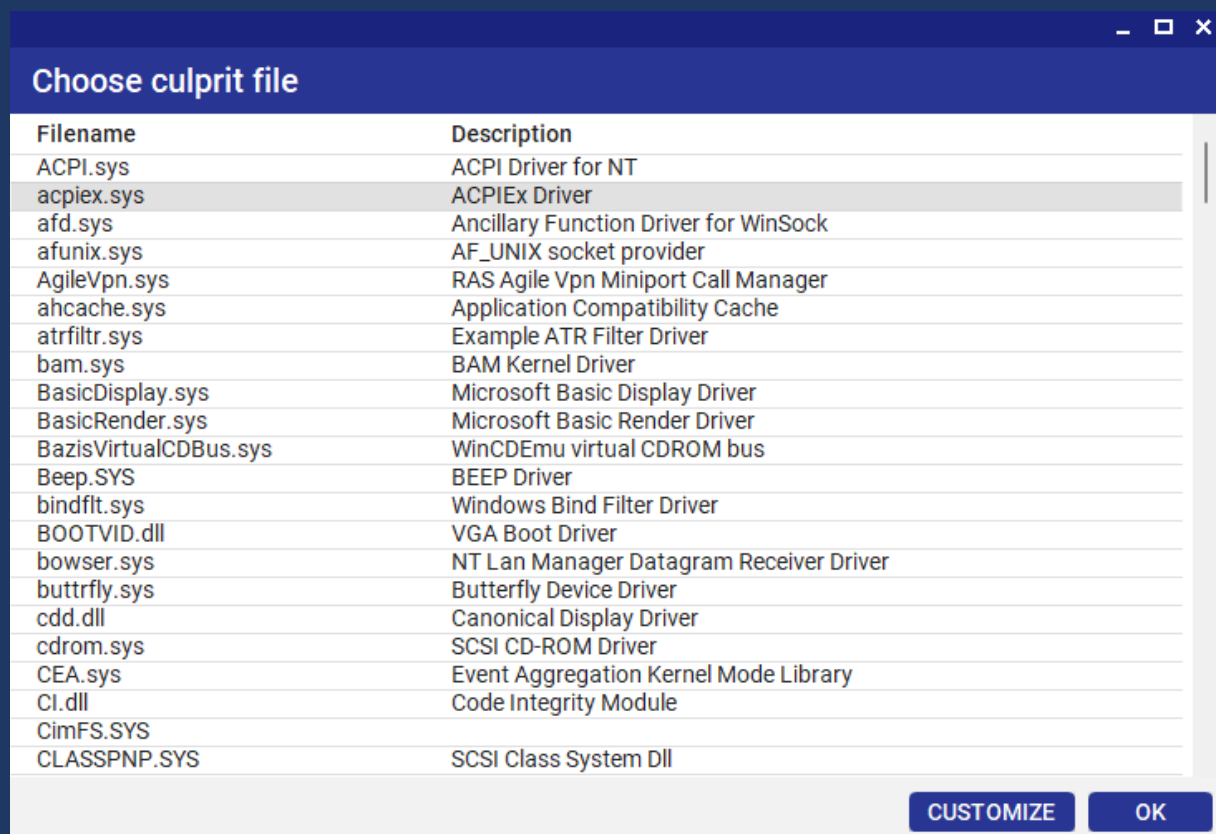 Choose culprit file
Filename Description
ACPI.sys ACPI Driver for NT
acpiex.sys ACPIEx Driver
afd.sys Ancillary Function Driver for WinSock
afunix.sys AF_UNIX socket provider
AgileVpn.sys RAS Agile Vpn Miniport Call Manager
ahcache.sys Application Compatibility Cache
atrfiltr.sys Example ATR Filter Driver
bam.sys BAM Kernel Driver
BasicDisplay.sys Microsoft Basic Display Driver
BasicRender.sys Microsoft Basic Render Driver
BazisVirtualCDBus.sys WinCDEmu virtual CDROM bus
Beep.SYS BEEP Driver
bindflt.sys Windows Bind Filter Driver
BOOTVID.dll VGA Boot Driver
bowser.sys NT Lan Manager Datagram Receiver Driver
buttrfly.sys Butterfly Device Driver
cdd.dll Canonical Display Driver
cdrom.sys SCSI CD-ROM Driver
CEA.sys Event Aggregation Kernel Mode Library
CI.dll Code Integrity Module
CimFS.SYS
CLASSPNP.SYS SCSI Class System Dll
CUSTOMIZE OK